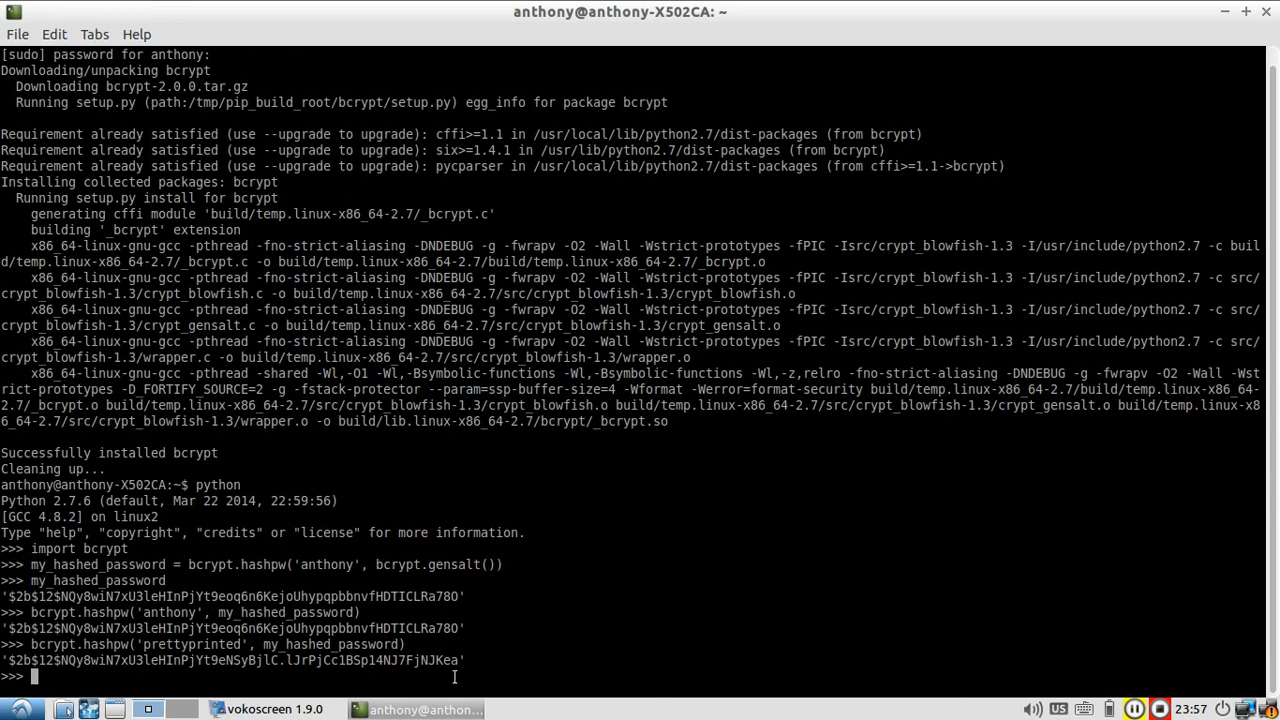 anthony@anthony-X502CA: ~
File Edit Tabs Help
[sudo] password for anthony:
Downloading/unpacking bcrypt
  Downloading bcrypt-2.0.0.tar.gz
  Running setup.py (path:/tmp/pip_build_root/bcrypt/setup.py) egg_info for package bcrypt
Requirement already satisfied (use --upgrade to upgrade): cffi>=1.1 in /usr/local/lib/python2.7/dist-packages (from bcrypt)
Requirement already satisfied (use --upgrade to upgrade): six>=1.4.1 in /usr/local/lib/python2.7/dist-packages (from bcrypt)
Requirement already satisfied (use --upgrade to upgrade): pycparser in /usr/local/lib/python2.7/dist-packages (from cffi>=1.1->bcrypt)
Installing collected packages: bcrypt
  Running setup.py install for bcrypt
    generating cffi module 'build/temp.linux-x86_64-2.7/_bcrypt.c'
    building '_bcrypt' extension
    x86_64-linux-gnu-gcc -pthread -fno-strict-aliasing -DNDEBUG -g -fwrapv -O2 -Wall -Wstrict-prototypes -fPIC -Isrc/crypt_blowfish-1.3 -I/usr/include/python2.7 -c buil
d/temp.linux-x86_64-2.7/_bcrypt.c -o build/temp.linux-x86_64-2.7/build/temp.linux-x86_64-2.7/_bcrypt.o
    x86_64-linux-gnu-gcc -pthread -fno-strict-aliasing -DNDEBUG -g -fwrapv -O2 -Wall -Wstrict-prototypes -fPIC -Isrc/crypt_blowfish-1.3 -I/usr/include/python2.7 -c src/
crypt_blowfish-1.3/crypt_blowfish.c -o build/temp.linux-x86_64-2.7/src/crypt_blowfish-1.3/crypt_blowfish.o
    x86_64-linux-gnu-gcc -pthread -fno-strict-aliasing -DNDEBUG -g -fwrapv -O2 -Wall -Wstrict-prototypes -fPIC -Isrc/crypt_blowfish-1.3 -I/usr/include/python2.7 -c src/
crypt_blowfish-1.3/crypt_gensalt.c -o build/temp.linux-x86_64-2.7/src/crypt_blowfish-1.3/crypt_gensalt.o
    x86_64-linux-gnu-gcc -pthread -fno-strict-aliasing -DNDEBUG -g -fwrapv -O2 -Wall -Wstrict-prototypes -fPIC -Isrc/crypt_blowfish-1.3 -I/usr/include/python2.7 -c src/
crypt_blowfish-1.3/wrapper.c -o build/temp.linux-x86_64-2.7/src/crypt_blowfish-1.3/wrapper.o
    x86_64-linux-gnu-gcc -pthread -shared -Wl,-O1 -Wl,-Bsymbolic-functions -Wl,-Bsymbolic-functions -Wl,-z,relro -fno-strict-aliasing -DNDEBUG -g -fwrapv -O2 -Wall -Wst
rict-prototypes -D_FORTIFY_SOURCE=2 -g -fstack-protector --param=ssp-buffer-size=4 -Wformat -Werror=format-security build/temp.linux-x86_64-2.7/build/temp.linux-x86_64-
2.7/_bcrypt.o build/temp.linux-x86_64-2.7/src/crypt_blowfish-1.3/crypt_blowfish.o build/temp.linux-x86_64-2.7/src/crypt_blowfish-1.3/crypt_gensalt.o build/temp.linux-x8
6_64-2.7/src/crypt_blowfish-1.3/wrapper.o -o build/lib.linux-x86_64-2.7/bcrypt/_bcrypt.so
Successfully installed bcrypt
Cleaning up...
anthony@anthony-X502CA:~$ python
Python 2.7.6 (default, Mar 22 2014, 22:59:56)
[GCC 4.8.2] on linux2
Type "help", "copyright", "credits" or "license" for more information.
>>> import bcrypt
>>> my_hashed_password = bcrypt.hashpw('anthony', bcrypt.gensalt())
>>> my_hashed_password
'$2b$12$NQy8wiN7xU3leHInPjYt9eoq6n6KejoUhypqpbbnvfHDTICLRa78O'
>>> bcrypt.hashpw('anthony', my_hashed_password)
'$2b$12$NQy8wiN7xU3leHInPjYt9eoq6n6KejoUhypqpbbnvfHDTICLRa78O'
>>> bcrypt.hashpw('prettyprinted', my_hashed_password)
'$2b$12$NQy8wiN7xU3leHInPjYt9eNSyBjlC.lJrPjCc1BSp14NJ7FjNJKea'
>>>
vokoscreen 1.9.0 anthony@anthon... US 23:57